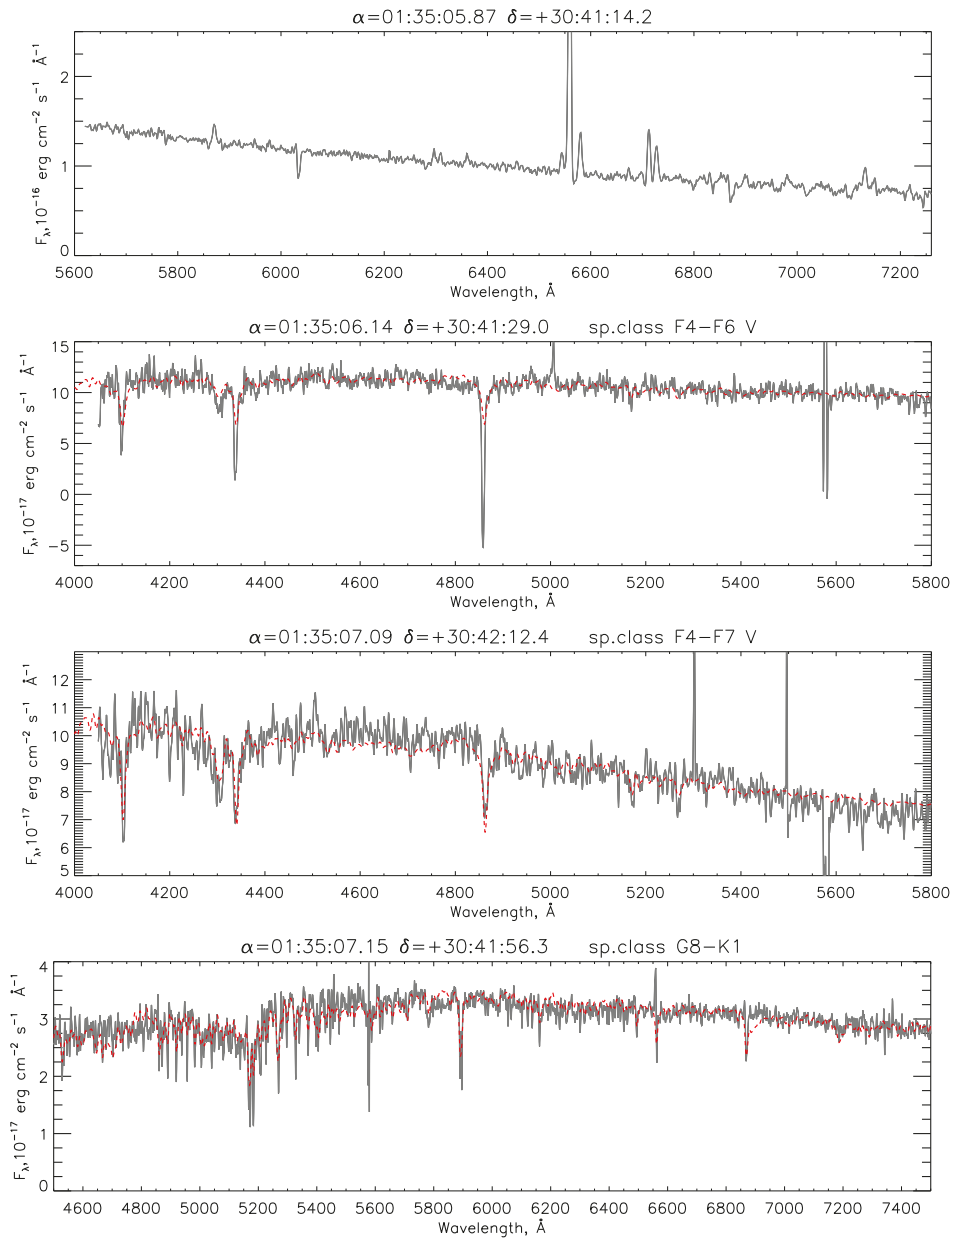 α=01:35:05.87 δ=+30:41:14.2
F_λ,10⁻¹⁶ erg cm⁻² s⁻¹ Å⁻¹
2
1
0
5600 5800 6000 6200 6400 6600 6800 7000 7200
Wavelength, Å
α=01:35:06.14 δ=+30:41:29.0 sp.class F4−F6 V
F_λ,10⁻¹⁷ erg cm⁻² s⁻¹ Å⁻¹
15
10
5
0
−5
4000 4200 4400 4600 4800 5000 5200 5400 5600 5800
Wavelength, Å
α=01:35:07.09 δ=+30:42:12.4 sp.class F4−F7 V
F_λ,10⁻¹⁷ erg cm⁻² s⁻¹ Å⁻¹
12
11
10
9
8
7
6
5
4000 4200 4400 4600 4800 5000 5200 5400 5600 5800
Wavelength, Å
α=01:35:07.15 δ=+30:41:56.3 sp.class G8−K1
F_λ,10⁻¹⁷ erg cm⁻² s⁻¹ Å⁻¹
4
3
2
1
0
4600 4800 5000 5200 5400 5600 5800 6000 6200 6400 6600 6800 7000 7200 7400
Wavelength, Å